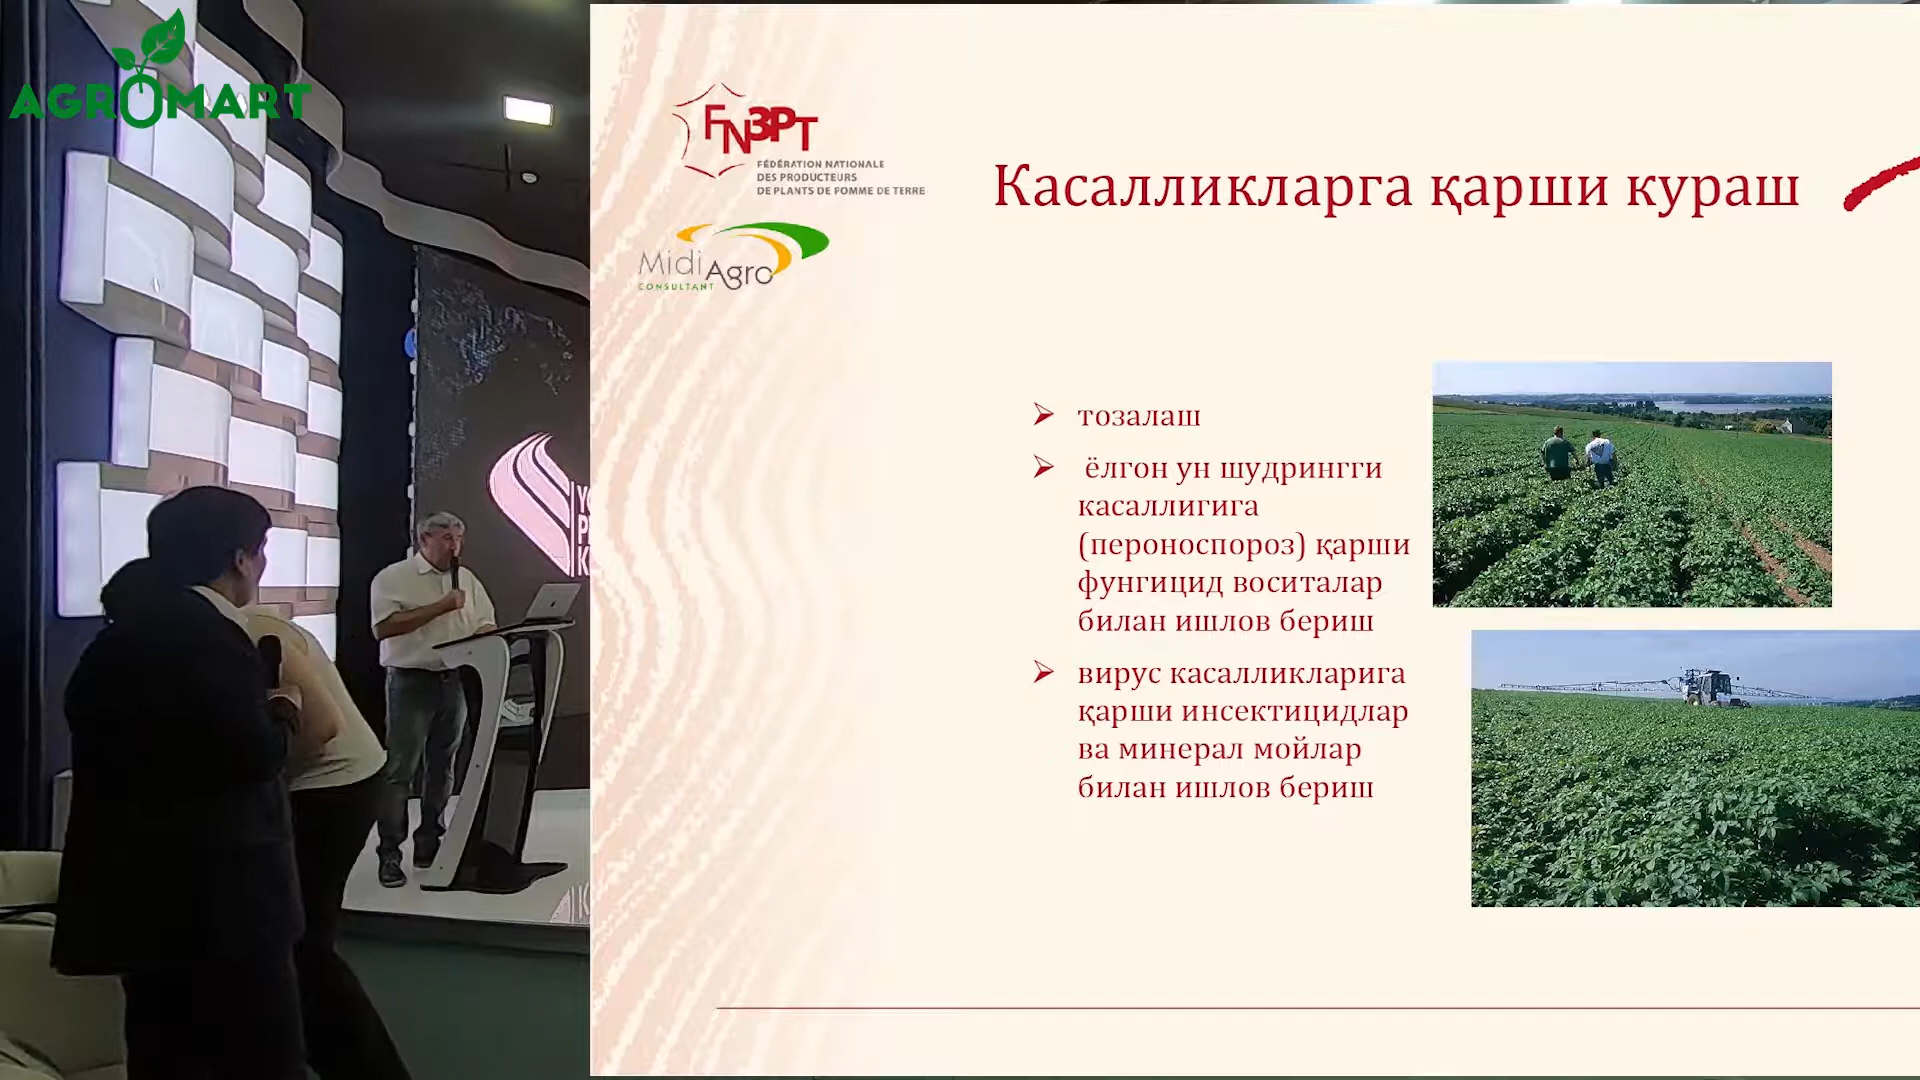 AGROMART
FN3PT
FÉDÉRATION NATIONALE
DES PRODUCTEURS
DE PLANTS DE POMME DE TERRE
Midi Agro
CONSULTANT
Касалликларга қарши кураш
тозалаш
ёлгон ун шудрингги
касаллигига
(пероноспороз) қарши
фунгицид воситалар
билан ишлов бериш
вирус касалликларига
қарши инсектицидлар
ва минерал мойлар
билан ишлов бериш